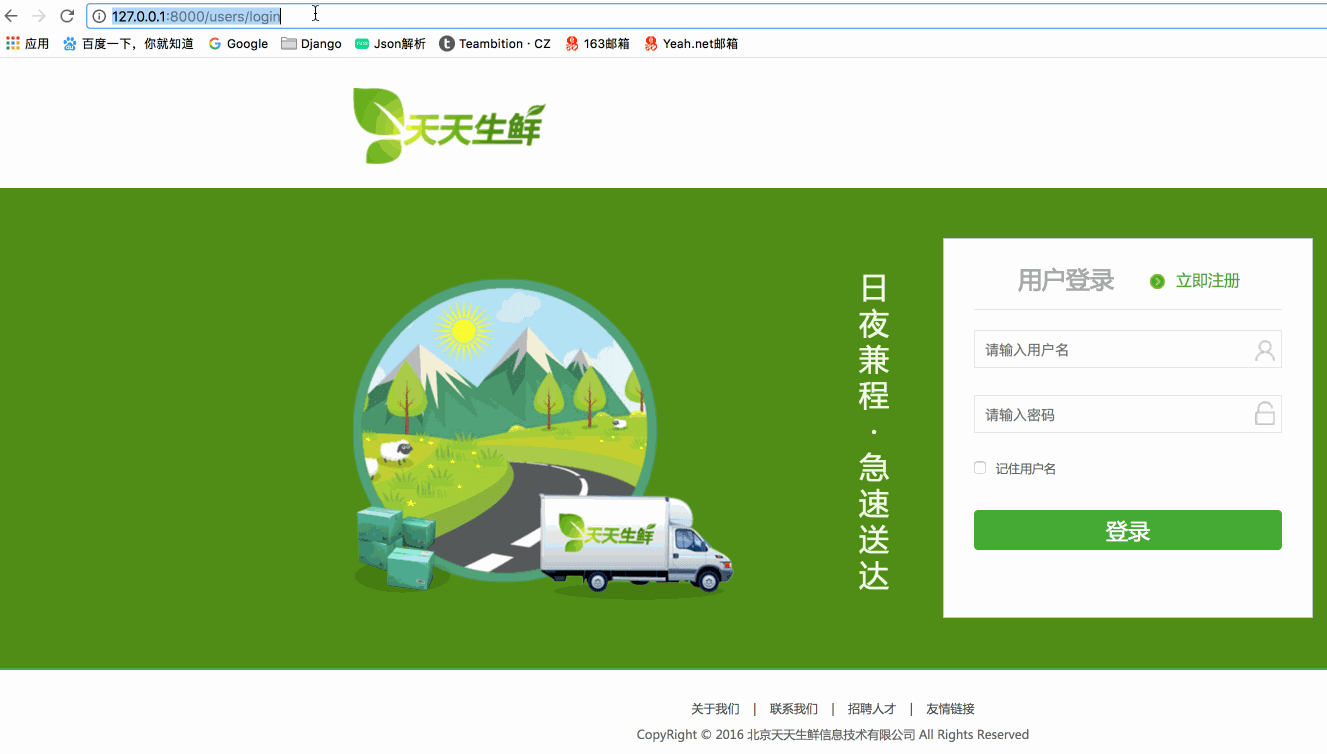 127.0.0.1:8000/users/login
应用 百度一下，你就知道 Google Django Json解析 Teambition · CZ 163邮箱 Yeah.net邮箱
天天生鲜
日夜兼程·急速送达
用户登录 立即注册
请输入用户名
请输入密码
记住用户名
登录
天天生鲜
关于我们 | 联系我们 | 招聘人才 | 友情链接
CopyRight © 2016 北京天天生鲜信息技术有限公司 All Rights Reserved